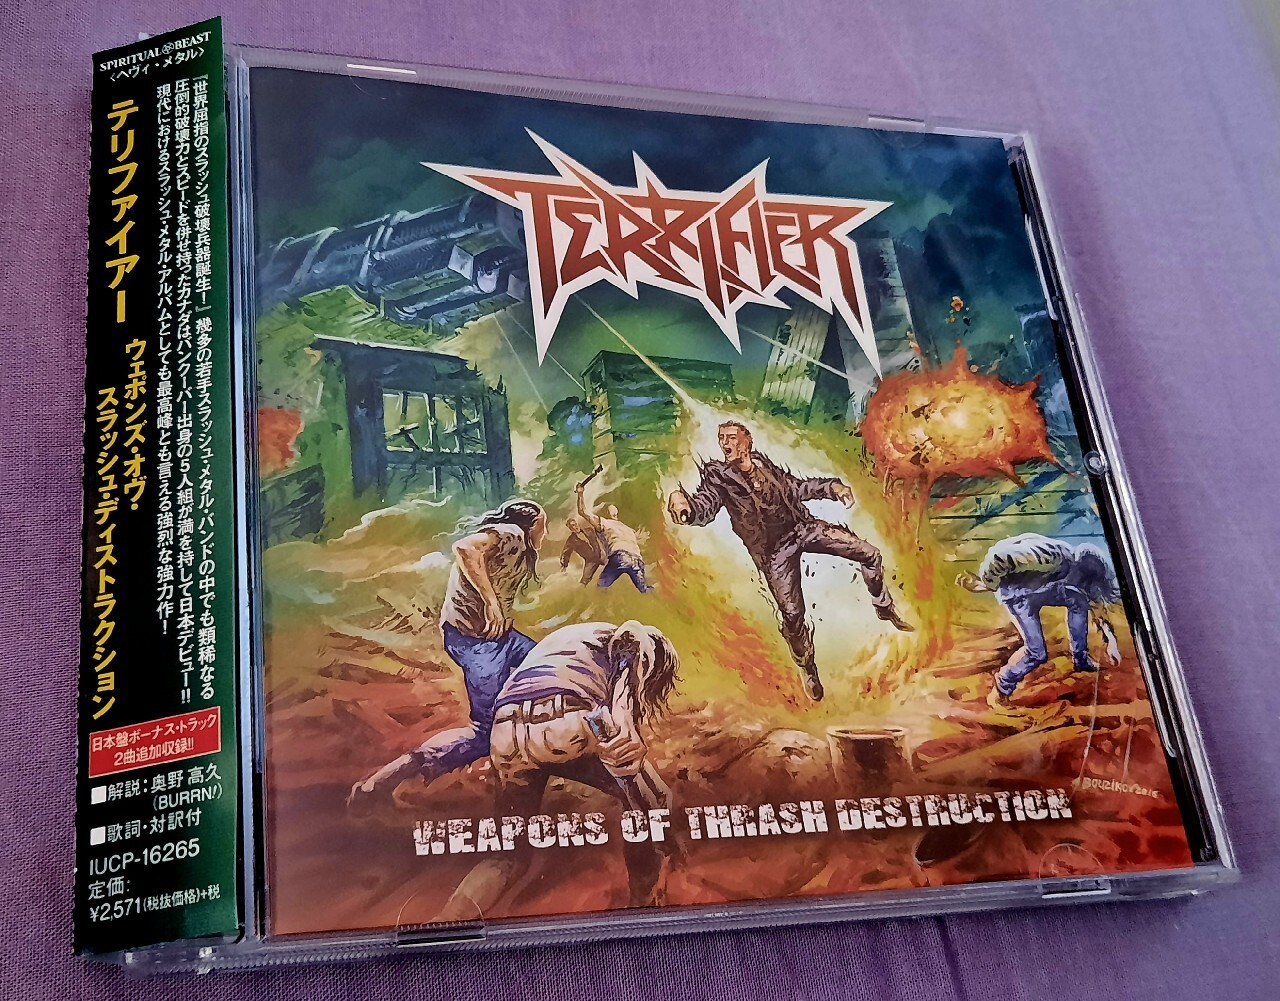 SPIRITUAL BEAST
〈ヘヴィ・メタル〉
テリファイアー
ウェポンズ・オヴ・
スラッシュ・ディストラクション
『世界屈指のスラッシュ破壊兵器誕生！』幾多の若手スラッシュ・メタル・バンドの中でも類稀なる
圧倒的破壊力とスピードを併せ持ったカナダはバンクーバー出身の5人組が満を持して日本デビュー!!
現代におけるスラッシュ・メタル・アルバムとしても最高峰とも言える強烈な強力作！
日本盤ボーナス・トラック
2曲追加収録!!
■解説：奥野 高久
(BURRN!)
■歌詞・対訳付
IUCP-16265
定価:
¥2,571(税抜価格)+税
TERRIFIER
BOUZIKOV 2016
WEAPONS OF THRASH DESTRUCTION